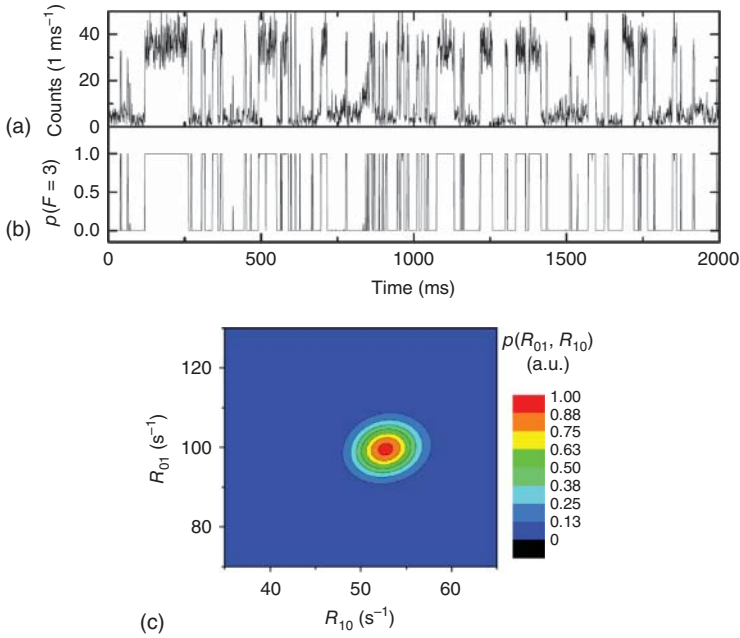 Counts (1 ms⁻¹)
40
20
0
(a)
p(F = 3)
1.0
0.5
0.0
(b)
0 500 1000 1500 2000
Time (ms)
R₀₁ (s⁻¹)
120
100
80
40 50 60
R₁₀ (s⁻¹)
p(R₀₁, R₁₀)
(a.u.)
1.00
0.88
0.75
0.63
0.50
0.38
0.25
0.13
0
(c)